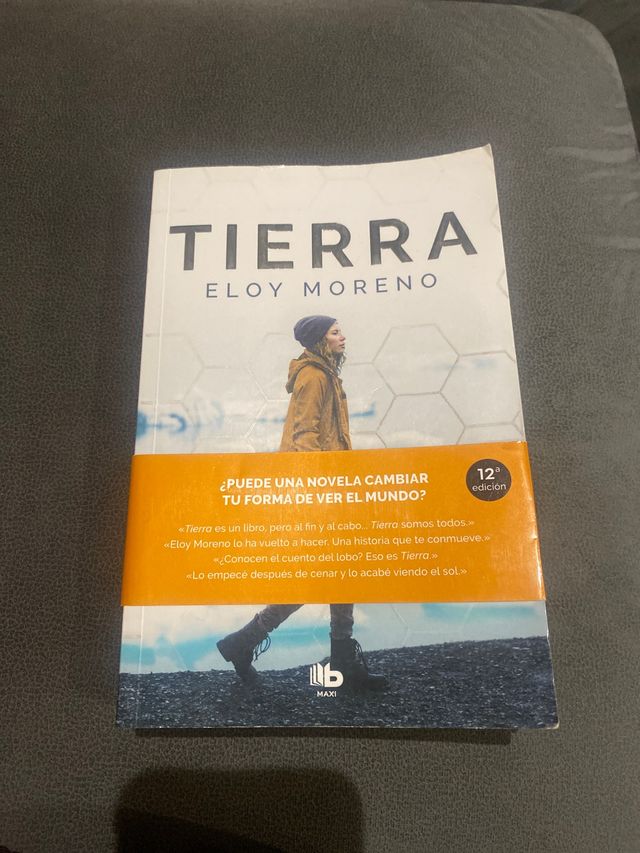 TIERRA
ELOY MORENO
¿PUEDE UNA NOVELA CAMBIAR
TU FORMA DE VER EL MUNDO?
12ª
edición
«Tierra es un libro, pero al fin y al cabo... Tierra somos todos.»
«Eloy Moreno lo ha vuelto a hacer. Una historia que te conmueve.»
«¿Conocen el cuento del lobo? Eso es Tierra.»
«Lo empecé después de cenar y lo acabé viendo el sol.»
b
MAXI